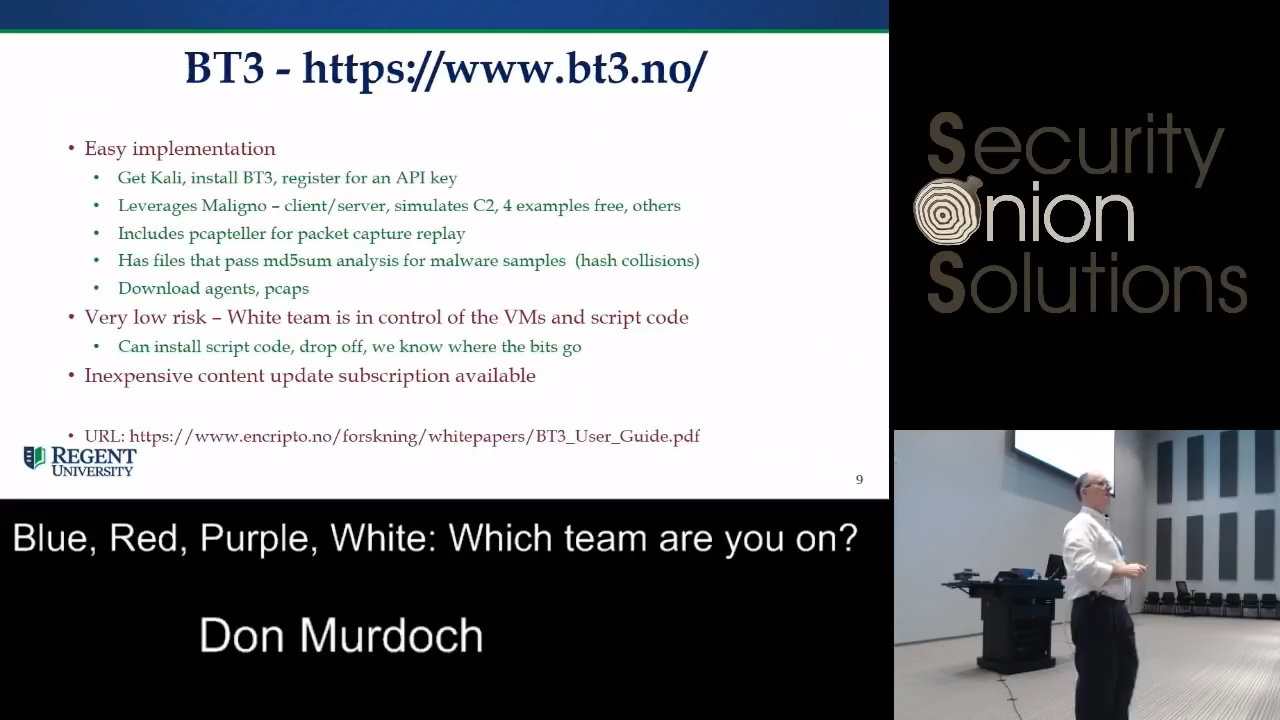 BT3 - https://www.bt3.no/
• Easy implementation
• Get Kali, install BT3, register for an API key
• Leverages Maligno – client/server, simulates C2, 4 examples free, others
• Includes pcapteller for packet capture replay
• Has files that pass md5sum analysis for malware samples (hash collisions)
• Download agents, pcaps
• Very low risk – White team is in control of the VMs and script code
• Can install script code, drop off, we know where the bits go
• Inexpensive content update subscription available
• URL: https://www.encripto.no/forskning/whitepapers/BT3_User_Guide.pdf
REGENT
UNIVERSITY
9
Security
Onion
Solutions
Blue, Red, Purple, White: Which team are you on?
Don Murdoch